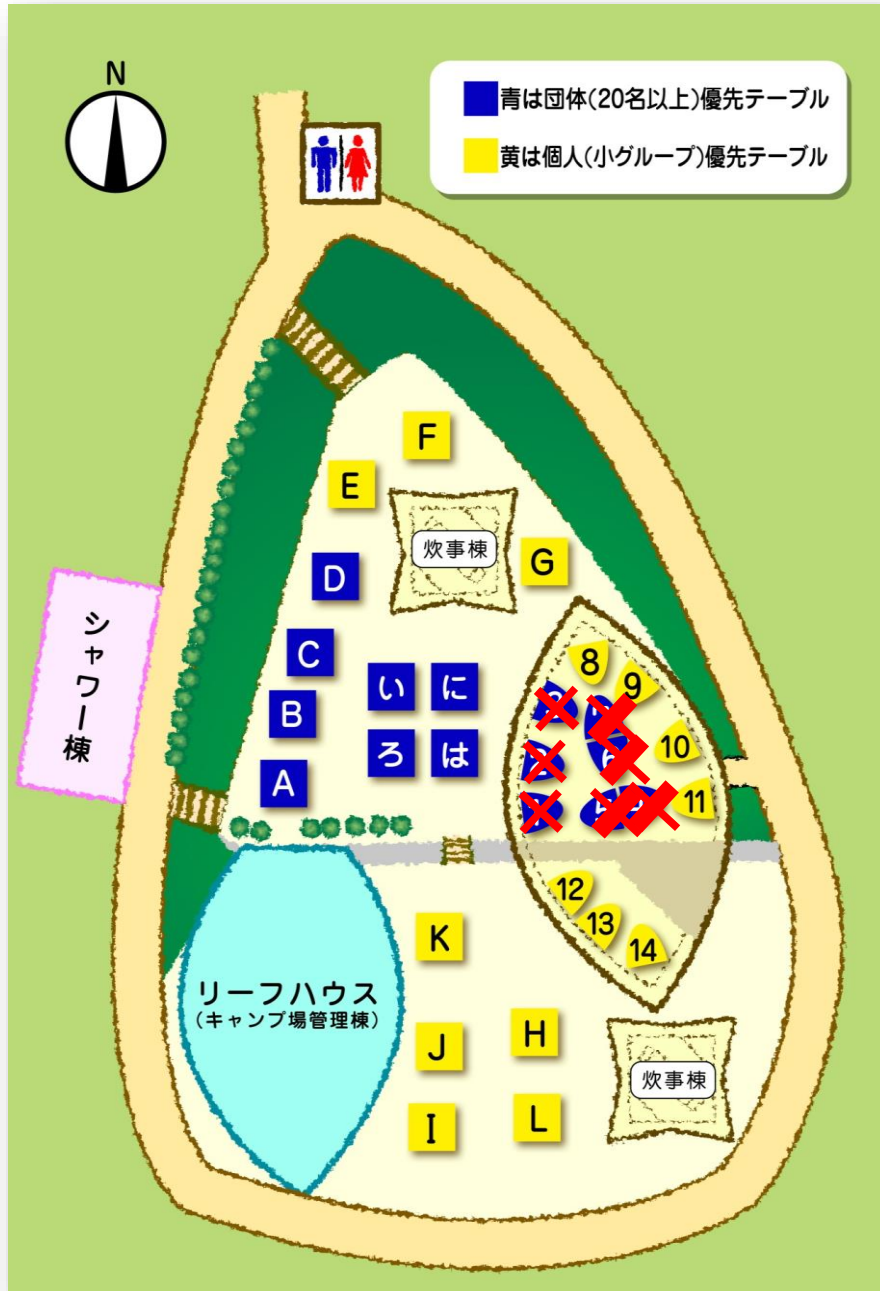 N
青は団体(20名以上)優先テーブル
黄は個人(小グループ)優先テーブル
F
E
炊事棟
G
D
C
い
に
B
ろ
は
A
シャワー棟
8
9
10
11
6
12
13
14
K
リーフハウス
(キャンプ場管理棟)
J
H
炊事棟
I
L